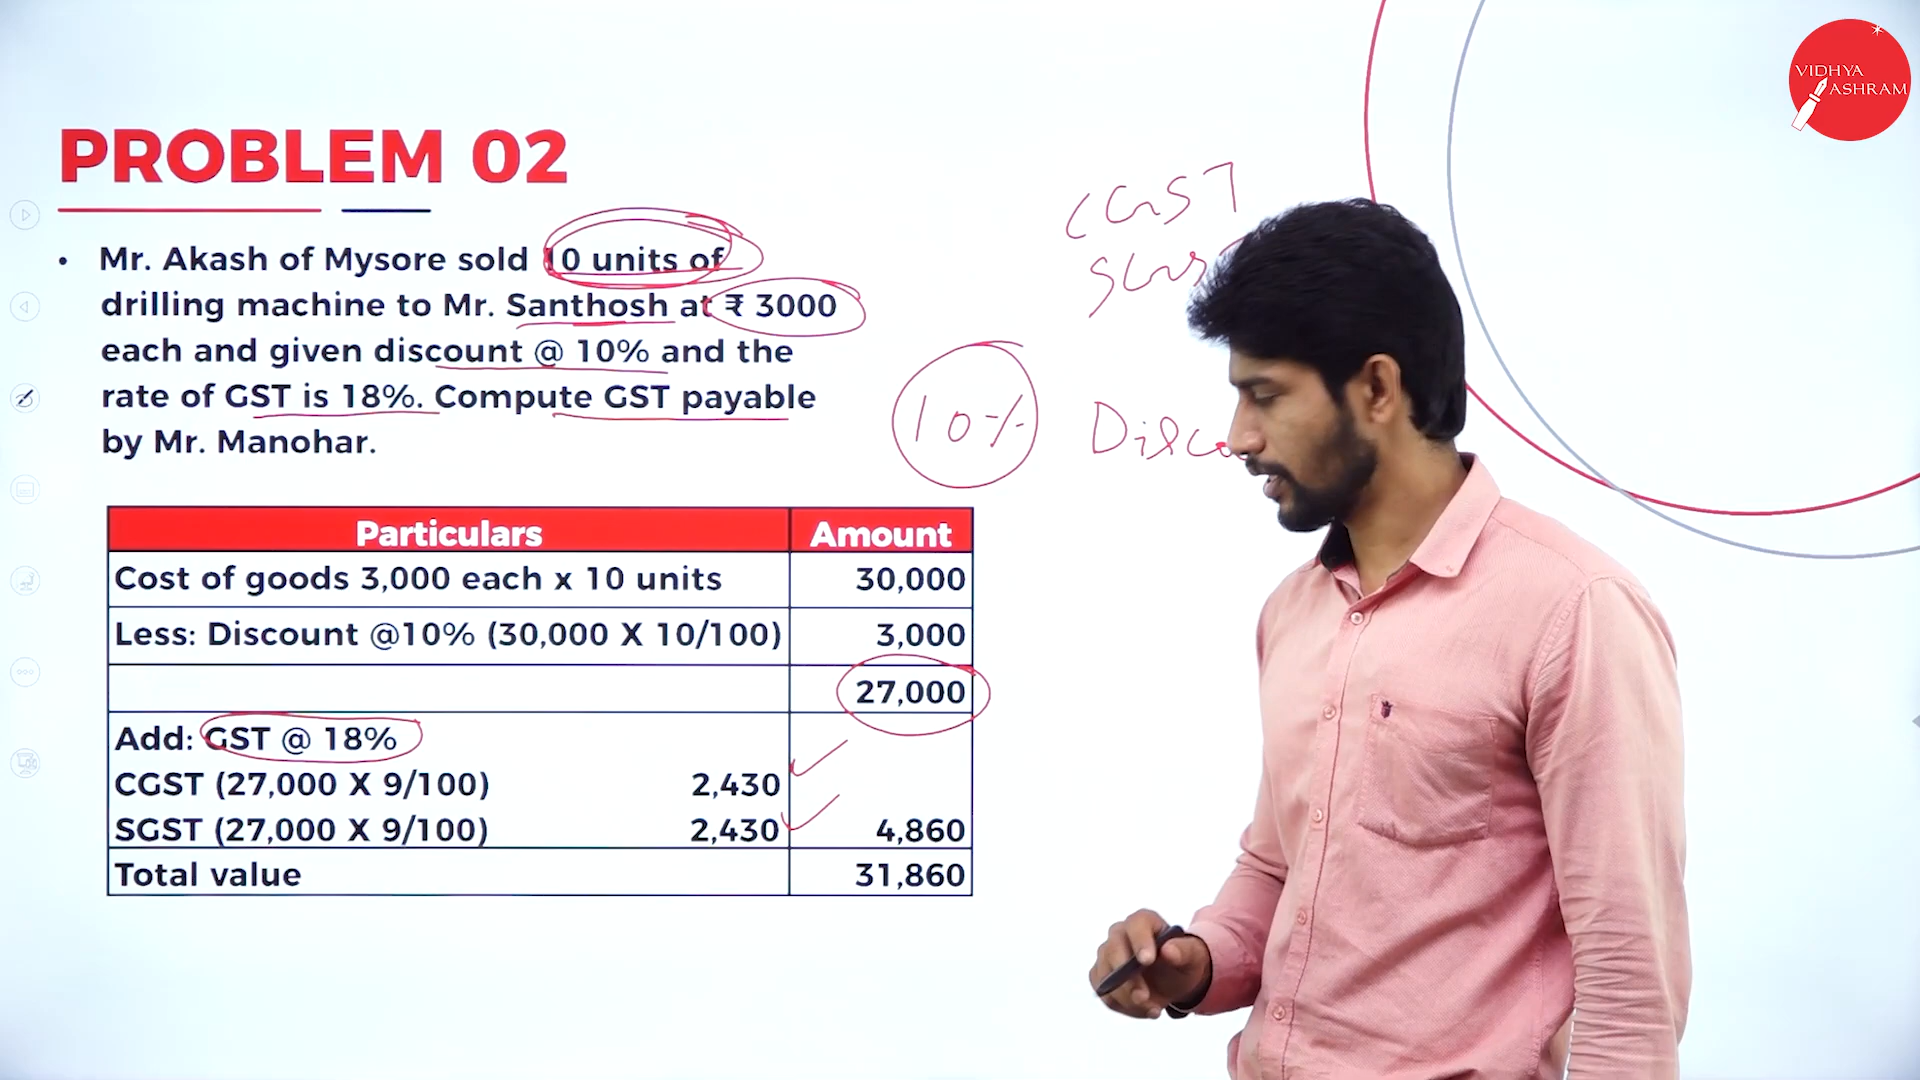 VIDHYA
ASHRAM
PROBLEM 02
• Mr. Akash of Mysore sold 10 units of
drilling machine to Mr. Santhosh at ₹ 3000
each and given discount @ 10% and the
rate of GST is 18%. Compute GST payable
by Mr. Manohar.
CGST
SGST
10%
Particulars Amount
Cost of goods 3,000 each x 10 units 30,000
Less: Discount @10% (30,000 X 10/100) 3,000
27,000
Add: GST @ 18%
CGST (27,000 X 9/100) 2,430
SGST (27,000 X 9/100) 2,430 4,860
Total value 31,860